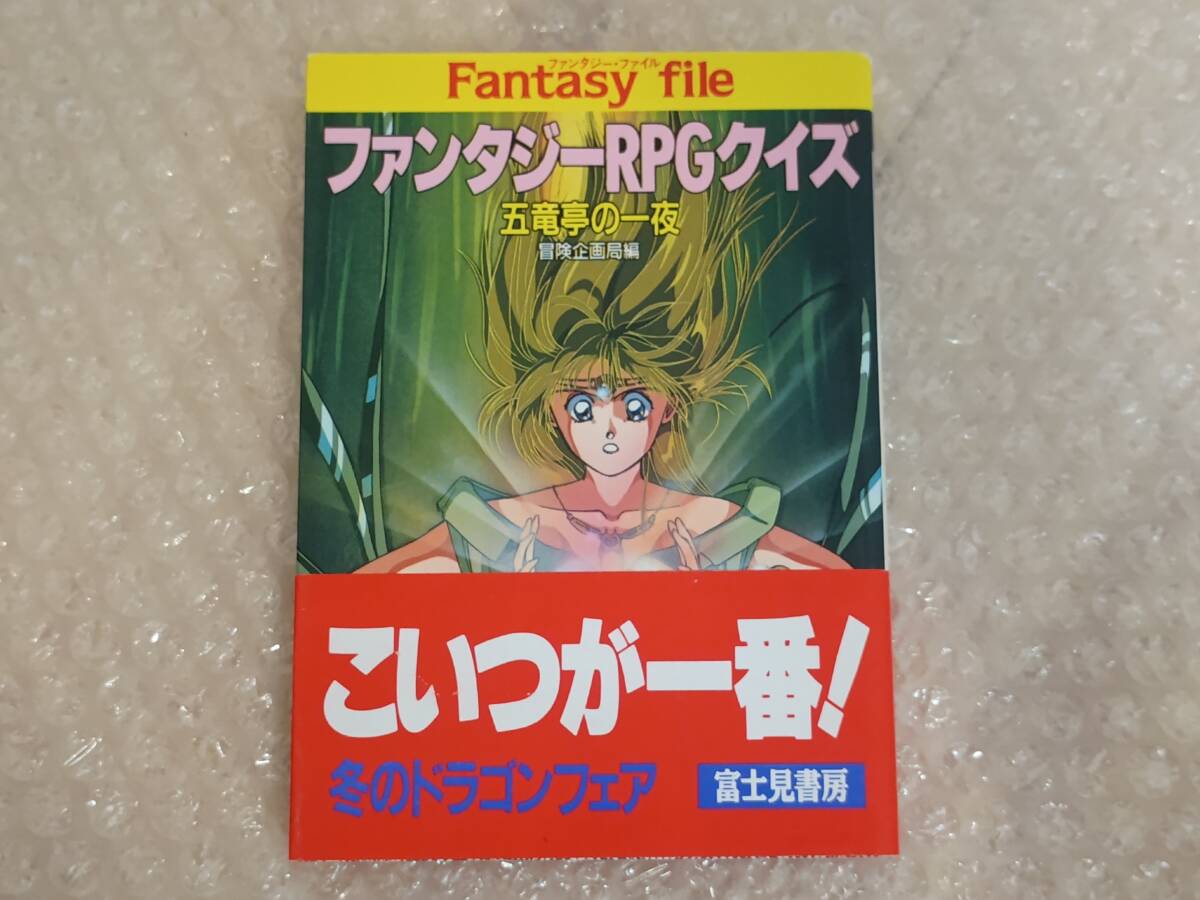 ファンタジー・ファイル
Fantasy file
ファンタジーRPGクイズ
五竜亭の一夜
冒険企画局編
こいつが一番!
冬のドラゴンフェア
富士見書房